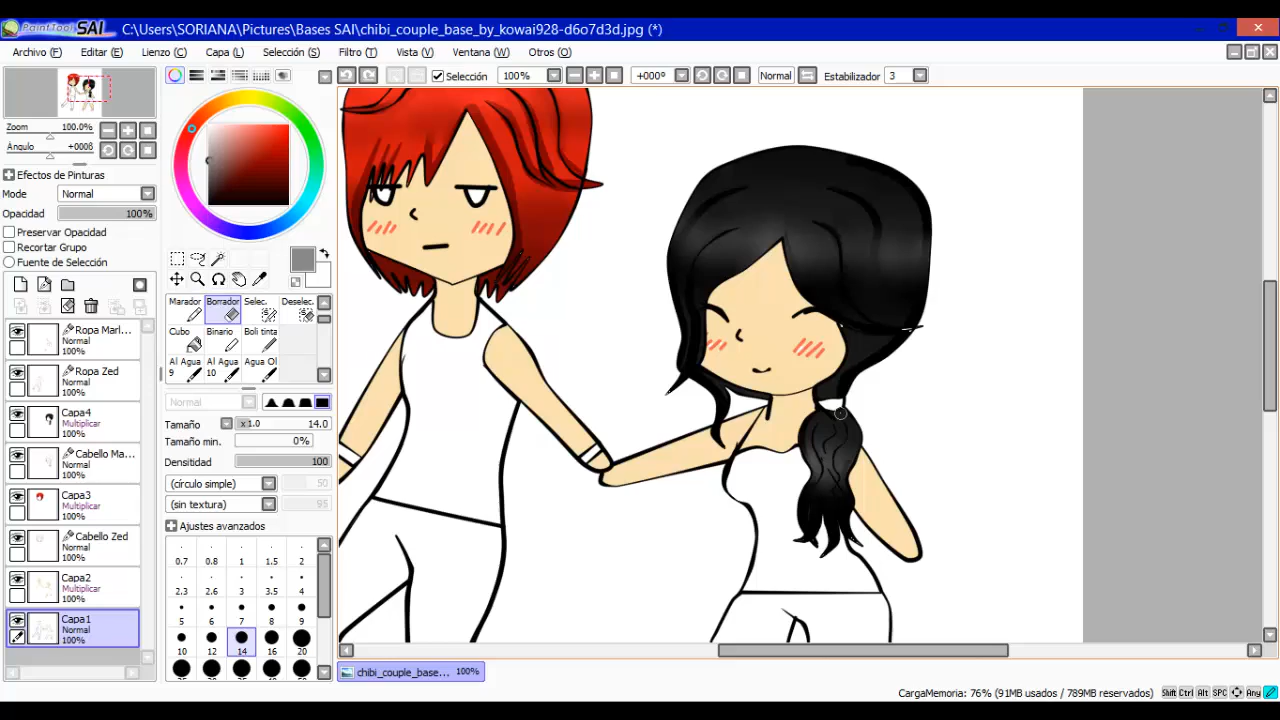 PaintTool SAI C:\Users\SORIANA\Pictures\Bases SAI\chibi_couple_base_by_kowai928-d6o7d3d.jpg (*)
Archivo (F) Editar (E) Lienzo (C) Capa (L) Selección (S) Filtro (T) Vista (V) Ventana (W) Otros (O)
Selección 100% +000º Normal Estabilizador 3
Zoom 100.0%
Ángulo +000ß
Efectos de Pinturas
Modo Normal
Opacidad 100%
Preservar Opacidad
Recortar Grupo
Fuente de Selección
Ropa Marl...
Normal
100%
Ropa Zed
Normal
100%
Capa4
Multiplicar
100%
Cabello Ma...
Normal
100%
Capa3
Multiplicar
100%
Cabello Zed
Normal
100%
Capa2
Multiplicar
100%
Capa1
Normal
100%
Marador Borrador Selec. Deselec.
Cubo Binario Boli tinta
Al Agua 9 Al Agua 10 Agua Ol
Normal
Tamaño x1.0 14.0
Tamaño min. 0%
Densitidad 100
(círculo simple) 50
(sin textura) 95
Ajustes avanzados
0.7 0.8 1 1.5 2
2.3 2.6 3 3.5 4
5 6 7 8 9
10 12 14 16 20
chibi_couple_base... 100%
CargaMemoria: 76% (91MB usados / 789MB reservados) Shift Ctrl Alt SPC Any